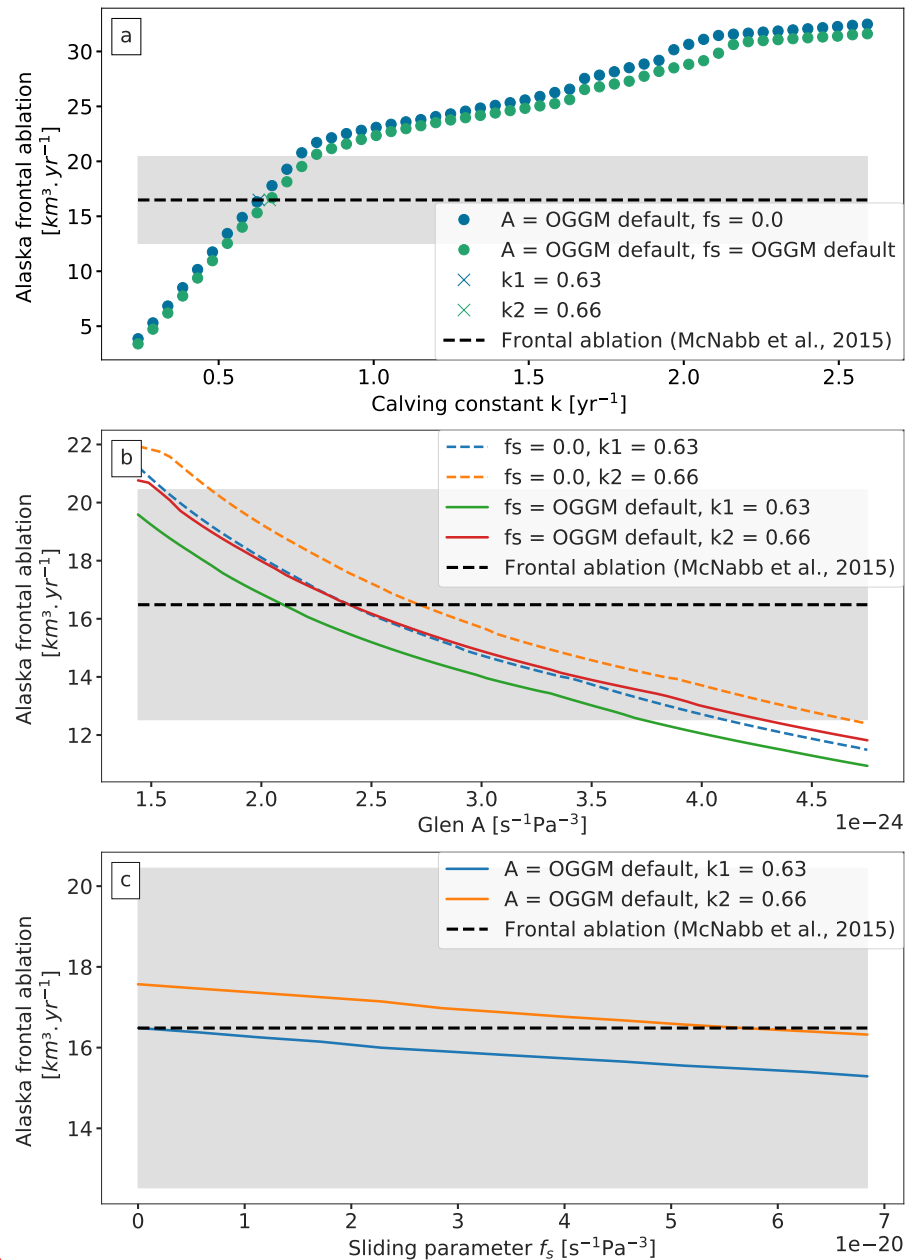 a
Alaska frontal ablation
[km³.yr⁻¹]
30
25
20
15
10
5
A = OGGM default, fs = 0.0
A = OGGM default, fs = OGGM default
k1 = 0.63
k2 = 0.66
Frontal ablation (McNabb et al., 2015)
0.5 1.0 1.5 2.0 2.5
Calving constant k [yr⁻¹]
b
Alaska frontal ablation
[km³.yr⁻¹]
22
20
18
16
14
12
fs = 0.0, k1 = 0.63
fs = 0.0, k2 = 0.66
fs = OGGM default, k1 = 0.63
fs = OGGM default, k2 = 0.66
Frontal ablation (McNabb et al., 2015)
1.5 2.0 2.5 3.0 3.5 4.0 4.5
Glen A [s⁻¹Pa⁻³]
1e−24
c
Alaska frontal ablation
[km³.yr⁻¹]
20
18
16
14
A = OGGM default, k1 = 0.63
A = OGGM default, k2 = 0.66
Frontal ablation (McNabb et al., 2015)
0 1 2 3 4 5 6 7
Sliding parameter fₛ [s⁻¹Pa⁻³]
1e−20